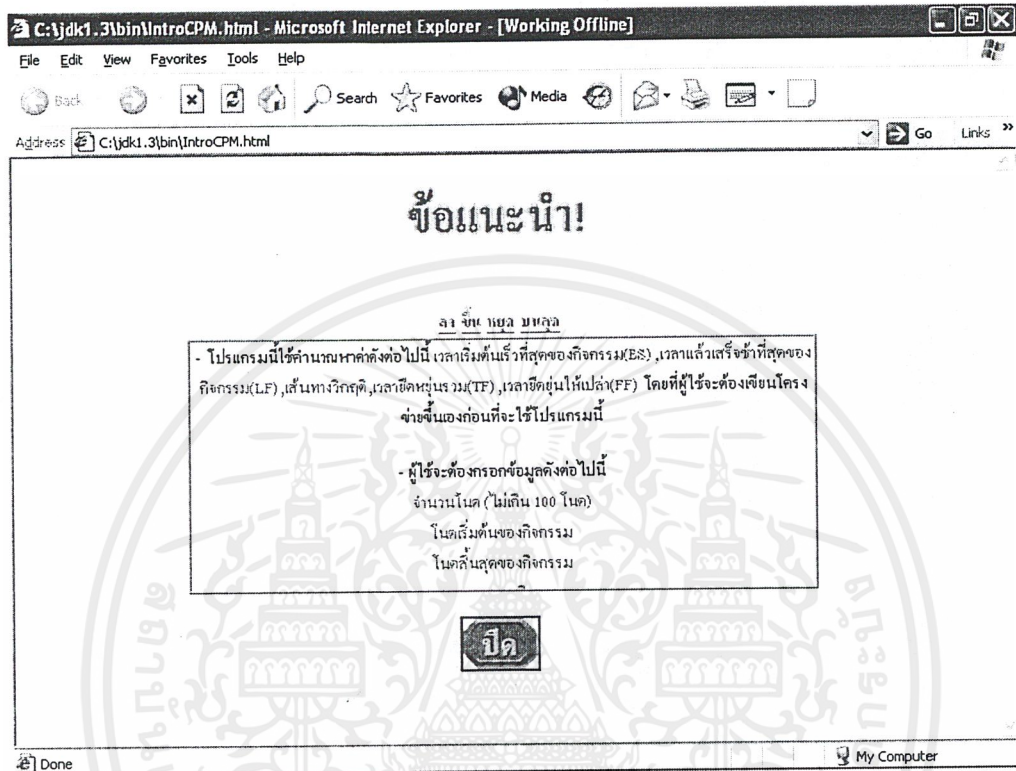 C:\jdk1.3\bin\IntroCPM.html - Microsoft Internet Explorer - [Working Offline]
File Edit View Favorites Tools Help
Back Search Favorites Media
Address C:\jdk1.3\bin\IntroCPM.html Go Links »
ข้อแนะนำ!
ลง ขึ้น หยุด บนสุด
- โปรแกรมนี้ใช้คำนวณหาค่าดังต่อไปนี้ เวลาเริ่มต้นเร็วที่สุดของกิจกรรม(ES) ,เวลาแล้วเสร็จช้าที่สุดของ
กิจกรรม(LF) ,เส้นทางวิกฤติ,เวลายืดหยุ่นรวม(TF) ,เวลายืดยุ่นให้เปล่า(FF) โดยที่ผู้ใช้จะต้องเขียนโครง
ข่ายขึ้นเองก่อนที่จะใช้โปรแกรมนี้
- ผู้ใช้จะต้องกรอกข้อมูลดังต่อไปนี้
จำนวนโนด (ไม่เกิน 100 โนด)
โนดเริ่มต้นของกิจกรรม
โนดสิ้นสุดของกิจกรรม
ปิด
Done My Computer